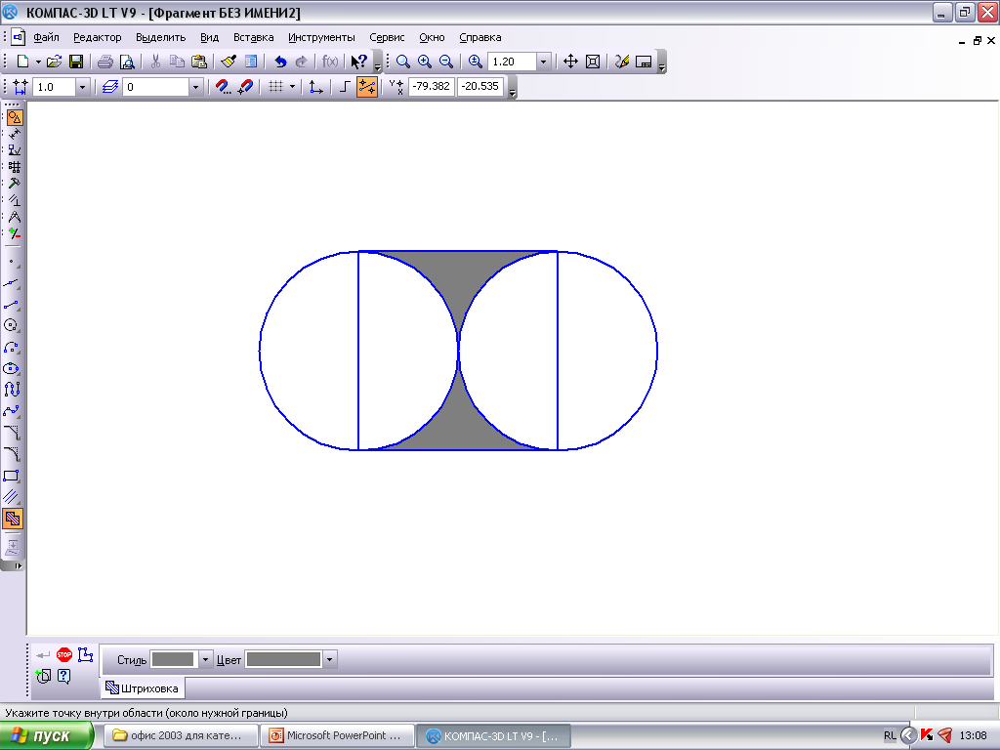 КОМПАС-3D LT V9 - [Фрагмент БЕЗ ИМЕНИ2]
Файл Редактор Выделить Вид Вставка Инструменты Сервис Окно Справка
f(x) ? 1.20
1.0 0 Y X -79.382 -20.535
STOP Стиль Цвет
?
Штриховка
Укажите точку внутри области (около нужной границы)
пуск офис 2003 для кате... Microsoft PowerPoint ... КОМПАС-3D LT V9 - [... RL 13:08